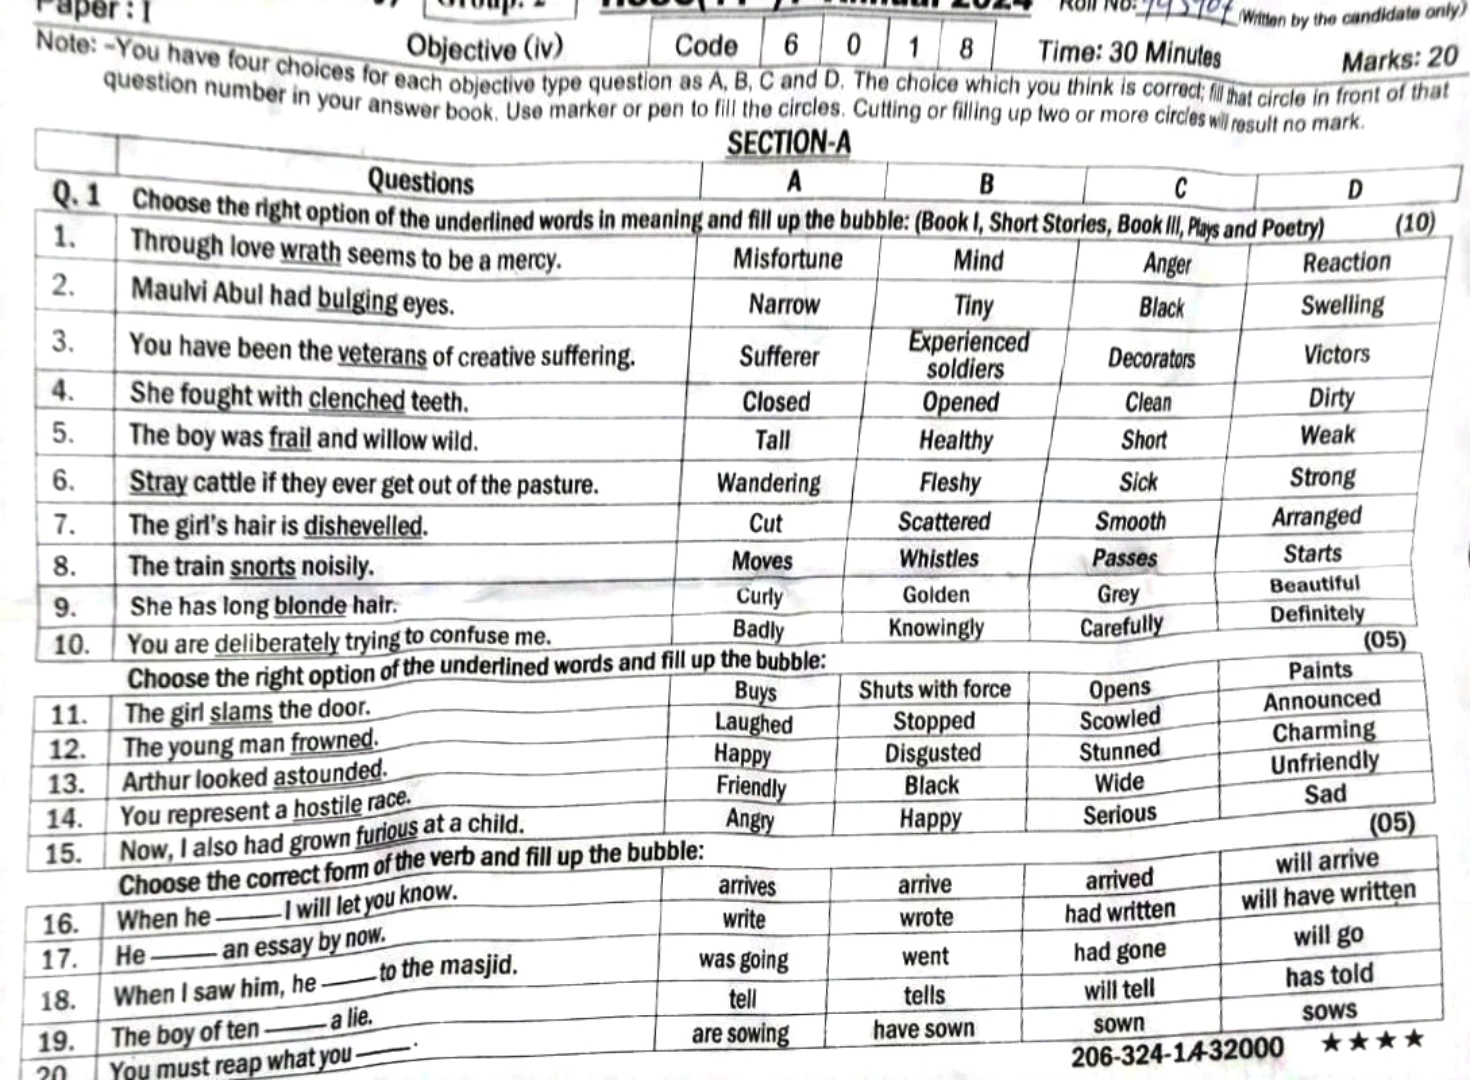 Paper : I
Objective (iv) Code 6 0 1 8 Time: 30 Minutes Marks: 20
Roll No: (Written by the candidate only)
Note: -You have four choices for each objective type question as A, B, C and D. The choice which you think is correct; fill that circle in front of that
question number in your answer book. Use marker or pen to fill the circles. Cutting or filling up two or more circles will result no mark.
SECTION-A
Questions A B C D
Q. 1 Choose the right option of the underlined words in meaning and fill up the bubble: (Book I, Short Stories, Book III, Plays and Poetry) (10)
1. Through love wrath seems to be a mercy. Misfortune Mind Anger Reaction
2. Maulvi Abul had bulging eyes. Narrow Tiny Black Swelling
3. You have been the veterans of creative suffering. Sufferer Experienced soldiers Decorators Victors
4. She fought with clenched teeth. Closed Opened Clean Dirty
5. The boy was frail and willow wild. Tall Healthy Short Weak
6. Stray cattle if they ever get out of the pasture. Wandering Fleshy Sick Strong
7. The girl's hair is dishevelled. Cut Scattered Smooth Arranged
8. The train snorts noisily. Moves Whistles Passes Starts
9. She has long blonde hair. Curly Golden Grey Beautiful
10. You are deliberately trying to confuse me. Badly Knowingly Carefully Definitely
Choose the right option of the underlined words and fill up the bubble: (05)
11. The girl slams the door. Buys Shuts with force Opens Paints
12. The young man frowned. Laughed Stopped Scowled Announced
13. Arthur looked astounded. Happy Disgusted Stunned Charming
14. You represent a hostile race. Friendly Black Wide Unfriendly
15. Now, I also had grown furious at a child. Angry Happy Serious Sad
Choose the correct form of the verb and fill up the bubble: (05)
16. When he ______ I will let you know. arrives arrive arrived will arrive
17. He ______ an essay by now. write wrote had written will have written
18. When I saw him, he ______ to the masjid. was going went had gone will go
19. The boy of ten ______ a lie. tell tells will tell has told
20. You must reap what you ______. are sowing have sown sown sows
206-324-1A-32000 ★★★★